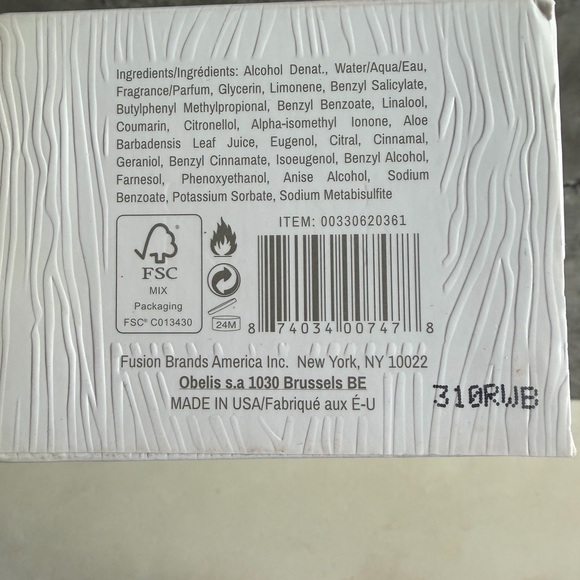 Ingredients/Ingrédients: Alcohol Denat., Water/Aqua/Eau,
Fragrance/Parfum, Glycerin, Limonene, Benzyl Salicylate,
Butylphenyl Methylpropional, Benzyl Benzoate, Linalool,
Coumarin, Citronellol, Alpha-isomethyl Ionone, Aloe
Barbadensis Leaf Juice, Eugenol, Citral, Cinnamal,
Geraniol, Benzyl Cinnamate, Isoeugenol, Benzyl Alcohol,
Farnesol, Phenoxyethanol, Anise Alcohol, Sodium
Benzoate, Potassium Sorbate, Sodium Metabisulfite
FSC
MIX
Packaging
FSC® C013430
24M
ITEM: 00330620361
8 74034 00747 8
Fusion Brands America Inc. New York, NY 10022
Obelis s.a 1030 Brussels BE
MADE IN USA/Fabriqué aux É-U
310RWB